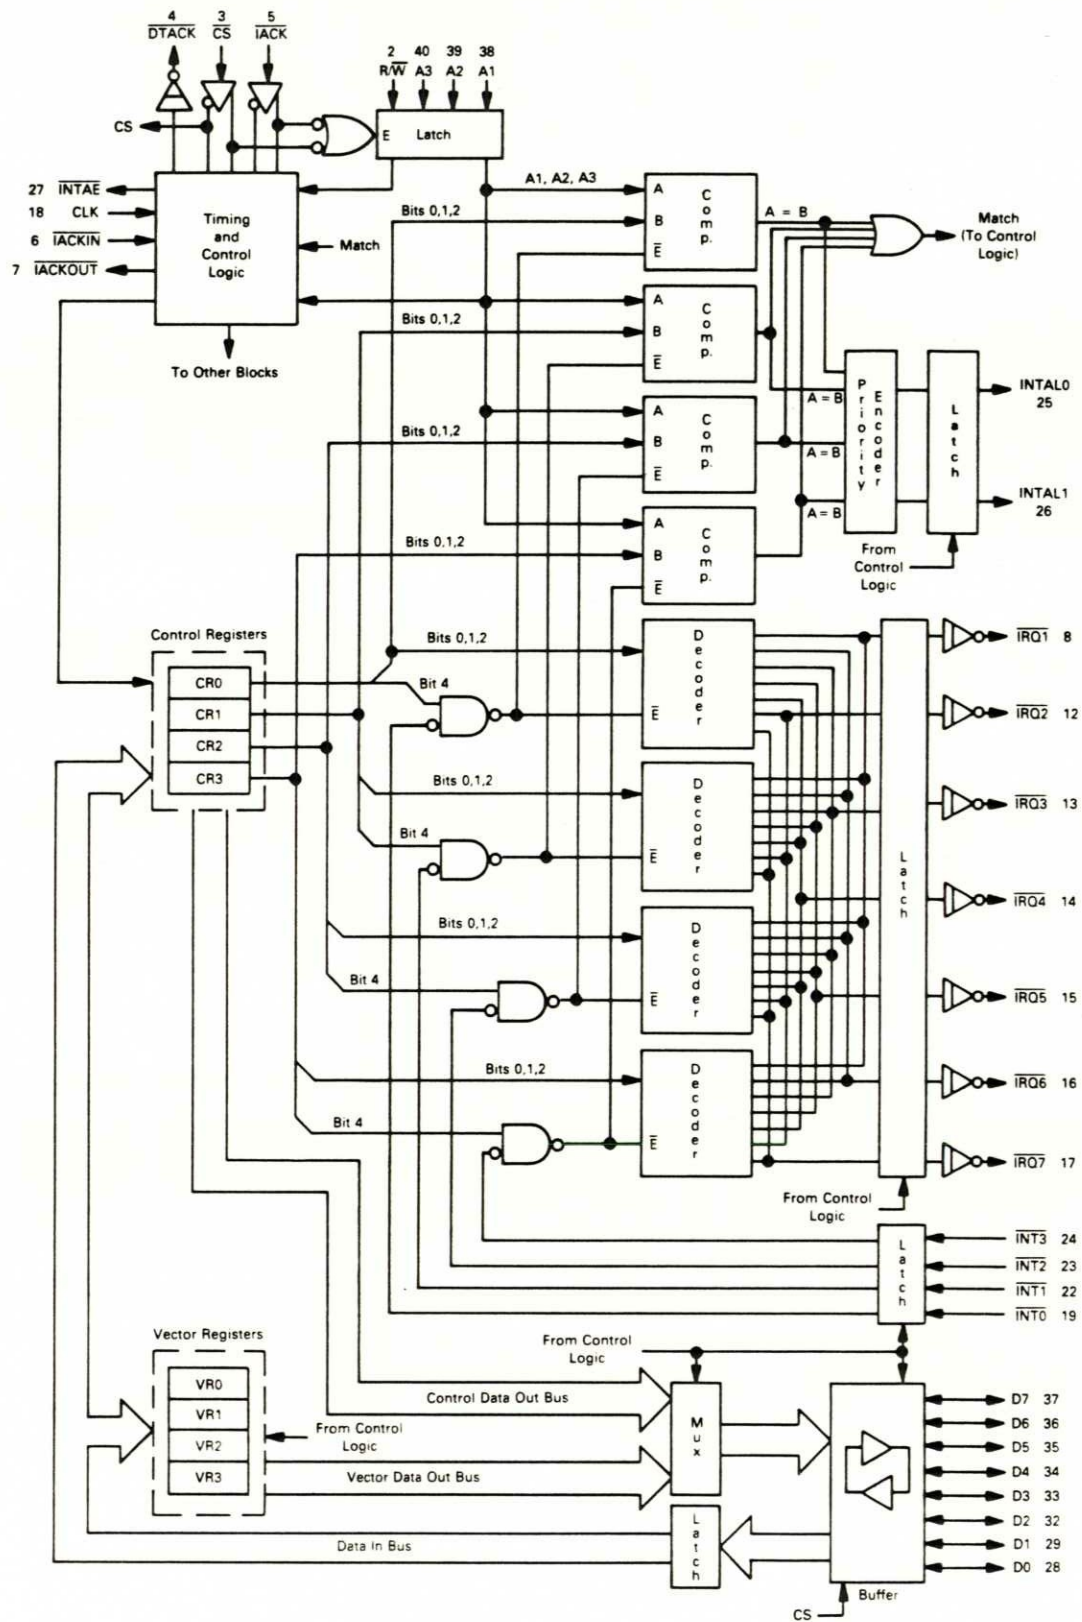 4 3 5
DTACK CS IACK
2 40 39 38
R/W A3 A2 A1
CS
E Latch
27 INTAE
18 CLK
6 IACKIN
7 IACKOUT
Timing
and
Control
Logic
Match
To Other Blocks
A1, A2, A3
Bits 0,1,2
A
B
E
Comp.
A = B
Match
(To Control
Logic)
Bits 0,1,2
A
B
E
Comp.
A = B
Bits 0,1,2
A
B
E
Comp.
A = B
Bits 0,1,2
A
B
E
Comp.
A = B
Priority
Encoder
Latch
INTAL0
25
INTAL1
26
From
Control
Logic
Control Registers
CR0
CR1
CR2
CR3
Bits 0,1,2
Bit 4
E
Decoder
Bits 0,1,2
Bit 4
E
Decoder
Bits 0,1,2
Bit 4
E
Decoder
Bits 0,1,2
Bit 4
E
Decoder
Latch
IRQ1 8
IRQ2 12
IRQ3 13
IRQ4 14
IRQ5 15
IRQ6 16
IRQ7 17
From Control
Logic
Latch
INT3 24
INT2 23
INT1 22
INT0 19
From Control
Logic
Vector Registers
VR0
VR1
VR2
VR3
From Control
Logic
Control Data Out Bus
Vector Data Out Bus
Mux
Data In Bus
Latch
D7 37
D6 36
D5 35
D4 34
D3 33
D2 32
D1 29
D0 28
Buffer
CS